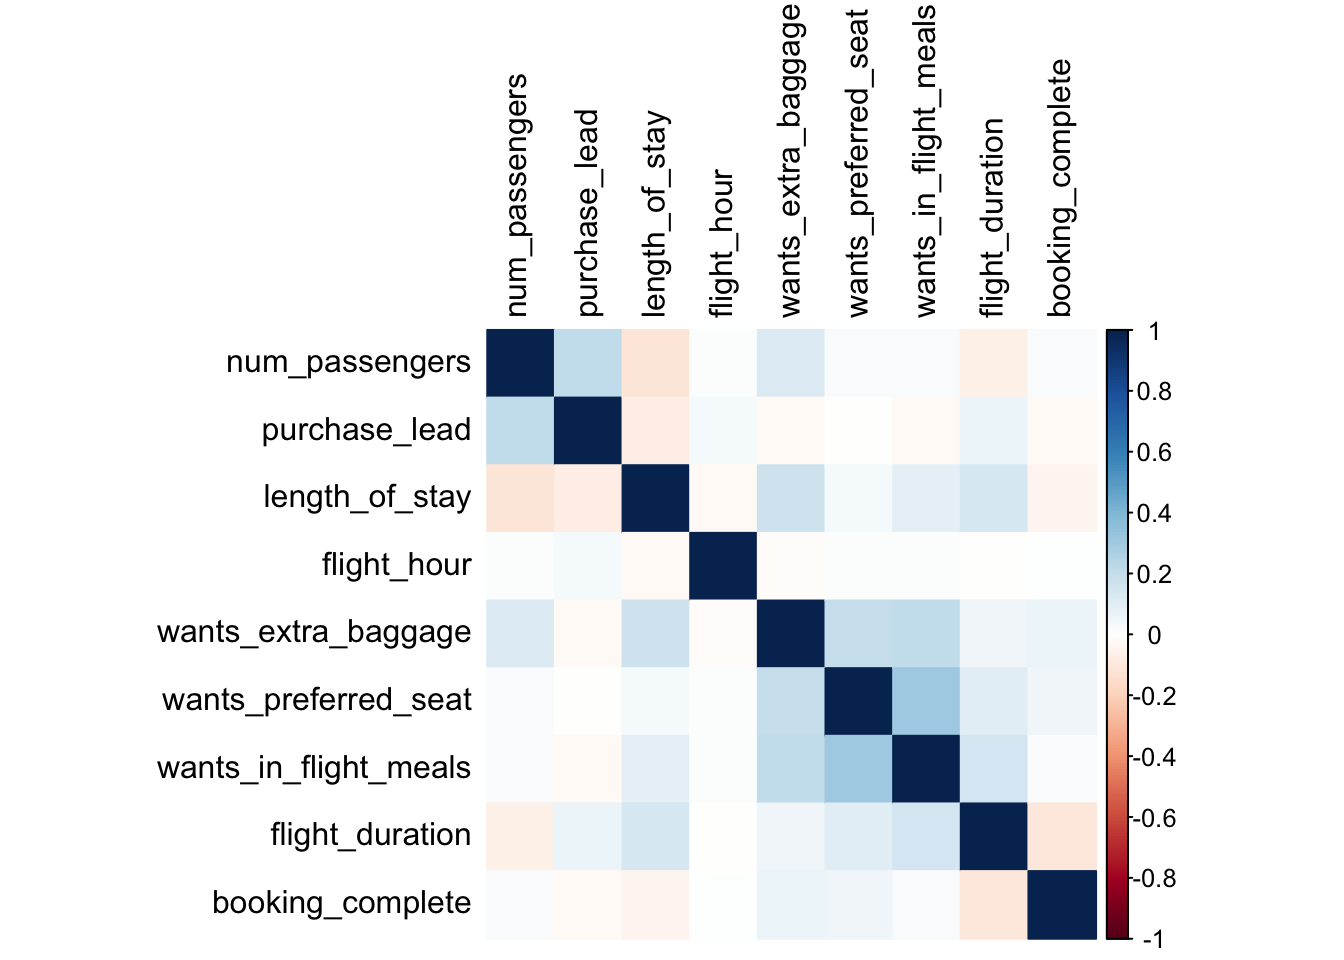 num_passengers
purchase_lead
length_of_stay
flight_hour
wants_extra_baggage
wants_preferred_seat
wants_in_flight_meals
flight_duration
booking_complete
num_passengers
purchase_lead
length_of_stay
flight_hour
wants_extra_baggage
wants_preferred_seat
wants_in_flight_meals
flight_duration
booking_complete
1
0.8
0.6
0.4
0.2
0
-0.2
-0.4
-0.6
-0.8
-1